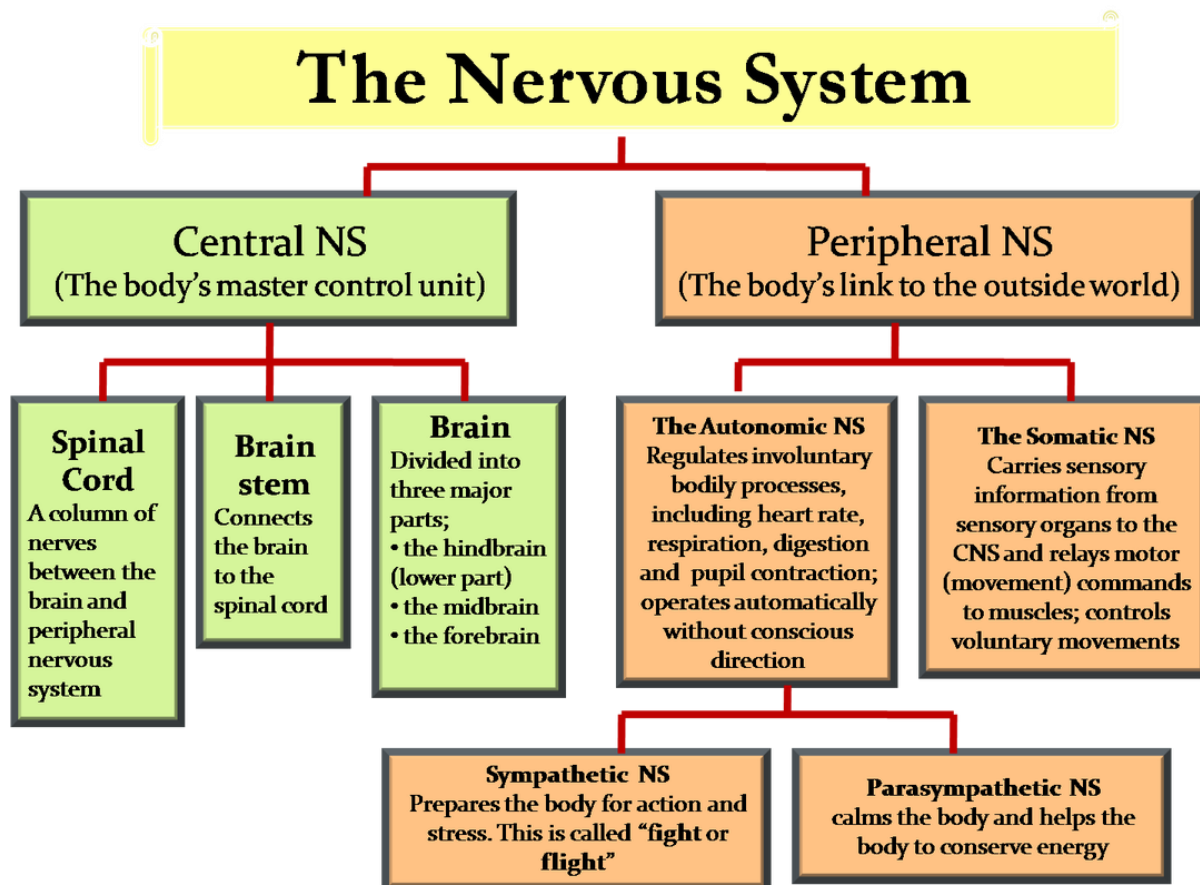 The Nervous System
Central NS
(The body's master control unit)
Peripheral NS
(The body's link to the outside world)
Spinal
Cord
A column of
nerves
between the
brain and
peripheral
nervous
system
Brain
stem
Connects
the brain
to the
spinal cord
Brain
Divided into
three major
parts;
• the hindbrain
(lower part)
• the midbrain
• the forebrain
The Autonomic NS
Regulates involuntary
bodily processes,
including heart rate,
respiration, digestion
and pupil contraction;
operates automatically
without conscious
direction
The Somatic NS
Carries sensory
information from
sensory organs to the
CNS and relays motor
(movement) commands
to muscles; controls
voluntary movements
Sympathetic NS
Prepares the body for action and
stress. This is called "fight or
flight"
Parasympathetic NS
calms the body and helps the
body to conserve energy